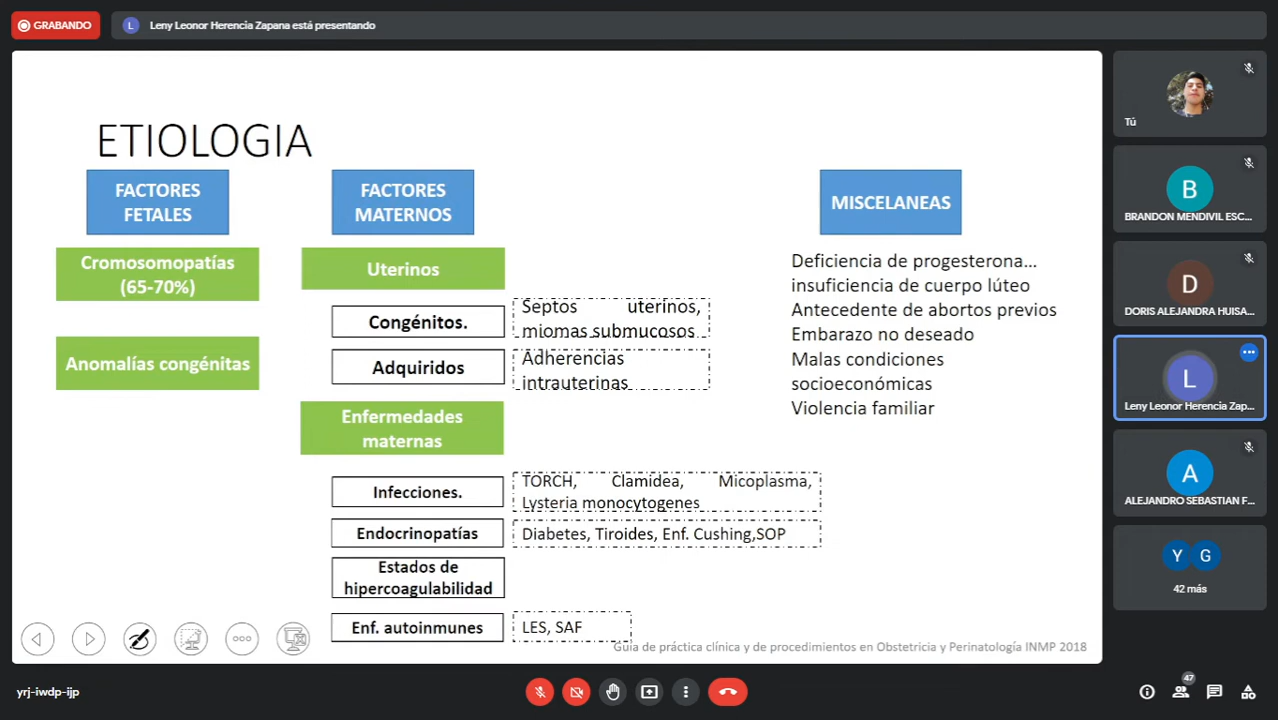 GRABANDO
L
Leny Leonor Herencia Zapana está presentando
ETIOLOGIA
FACTORES
FETALES
Cromosomopatías
(65-70%)
Anomalías congénitas
FACTORES
MATERNOS
Uterinos
Congénitos.
Septos uterinos,
miomas submucosos
Adquiridos
Adherencias
intrauterinas
Enfermedades
maternas
Infecciones.
TORCH, Clamidea, Micoplasma,
Lysteria monocytogenes
Endocrinopatías
Diabetes, Tiroides, Enf. Cushing,SOP
Estados de
hipercoagulabilidad
Enf. autoinmunes
LES, SAF
MISCELANEAS
Deficiencia de progesterona...
insuficiencia de cuerpo lúteo
Antecedente de abortos previos
Embarazo no deseado
Malas condiciones
socioeconómicas
Violencia familiar
Guía de práctica clínica y de procedimientos en Obstetricia y Perinatología INMP 2018
Tú
B
BRANDON MENDIVIL ESC...
D
DORIS ALEJANDRA HUISA...
L
Leny Leonor Herencia Zap...
A
ALEJANDRO SEBASTIAN F...
Y G
42 más
yrj-iwdp-ijp
47